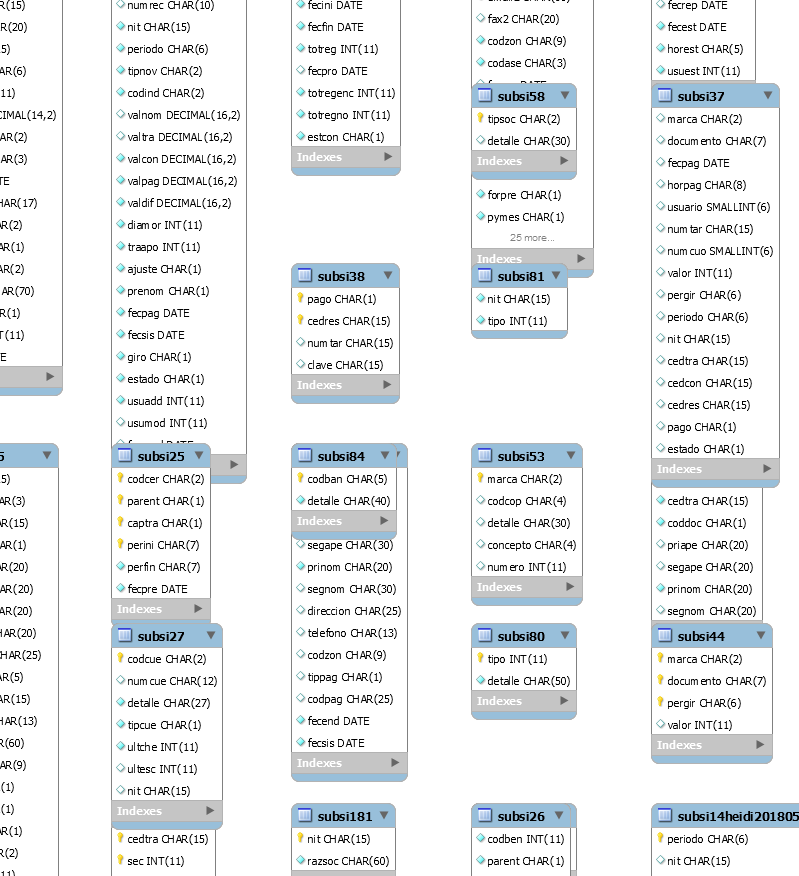 AR(15)
AR(20)
5)
AR(6)
11)
CIMAL(14,2)
AR(2)
AR(3)
TE
HAR(17)
AR(2)
AR(1)
AR(2)
AR(70)
R(1)
T(11)
E
numrec CHAR(10)
nit CHAR(15)
periodo CHAR(6)
tipnov CHAR(2)
codind CHAR(2)
valnom DECIMAL(16,2)
valtra DECIMAL(16,2)
valcon DECIMAL(16,2)
valpag DECIMAL(16,2)
valdif DECIMAL(16,2)
diamor INT(11)
traapo INT(11)
ajuste CHAR(1)
prenom CHAR(1)
fecpag DATE
fecsis DATE
giro CHAR(1)
estado CHAR(1)
usuadd INT(11)
usumod INT(11)
fecini DATE
fecfin DATE
totreg INT(11)
fecpro DATE
totregenc INT(11)
totregno INT(11)
estcon CHAR(1)
Indexes
fax2 CHAR(20)
codzon CHAR(9)
codase CHAR(3)
subsi58
tipsoc CHAR(2)
detalle CHAR(30)
Indexes
forpre CHAR(1)
pymes CHAR(1)
25 more...
Indexes
subsi81
nit CHAR(15)
tipo INT(11)
fecrep DATE
fecest DATE
horest CHAR(5)
usuest INT(11)
subsi37
marca CHAR(2)
documento CHAR(7)
fecpag DATE
horpag CHAR(8)
usuario SMALLINT(6)
numtar CHAR(15)
numcuo SMALLINT(6)
valor INT(11)
pergir CHAR(6)
periodo CHAR(6)
nit CHAR(15)
cedtra CHAR(15)
cedcon CHAR(15)
cedres CHAR(15)
pago CHAR(1)
estado CHAR(1)
Indexes
cedtra CHAR(15)
coddoc CHAR(1)
priape CHAR(20)
segape CHAR(20)
prinom CHAR(20)
segnom CHAR(20)
subsi38
pago CHAR(1)
cedres CHAR(15)
numtar CHAR(15)
clave CHAR(15)
Indexes
5
5)
AR(3)
AR(15)
AR(1)
AR(20)
AR(20)
AR(20)
HAR(20)
HAR(25)
AR(5)
AR(15)
HAR(13)
R(60)
AR(9)
(1)
(1)
AR(1)
R(2)
11)
subsi25
codcer CHAR(2)
parent CHAR(1)
captra CHAR(1)
perini CHAR(7)
perfin CHAR(7)
fecpre DATE
Indexes
subsi27
codcue CHAR(2)
numcue CHAR(12)
detalle CHAR(27)
tipcue CHAR(1)
ultche INT(11)
ultesc INT(11)
nit CHAR(15)
Indexes
cedtra CHAR(15)
sec INT(11)
subsi84
codban CHAR(5)
detalle CHAR(40)
Indexes
segape CHAR(30)
prinom CHAR(20)
segnom CHAR(30)
direccion CHAR(25)
telefono CHAR(13)
codzon CHAR(9)
tippag CHAR(1)
codpag CHAR(25)
fecend DATE
fecsis DATE
Indexes
subsi181
nit CHAR(15)
razsoc CHAR(60)
subsi53
marca CHAR(2)
codcop CHAR(4)
detalle CHAR(30)
concepto CHAR(4)
numero INT(11)
Indexes
subsi80
tipo INT(11)
detalle CHAR(50)
Indexes
subsi26
codben INT(11)
parent CHAR(1)
subsi44
marca CHAR(2)
documento CHAR(7)
pergir CHAR(6)
valor INT(11)
Indexes
subsi14heidi201805
periodo CHAR(6)
nit CHAR(15)